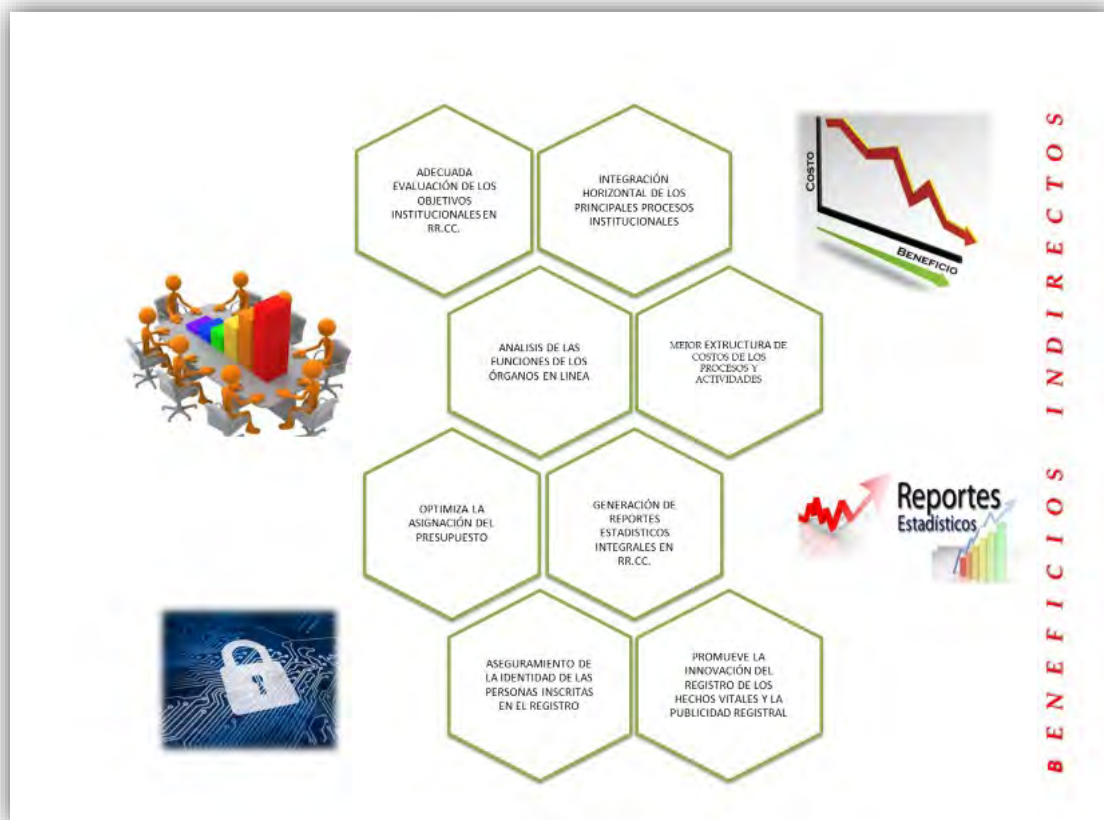 ADECUADA
EVALUACIÓN DE LOS
OBJETIVOS
INSTITUCIONALES EN
RR.CC.
INTEGRACIÓN
HORIZONTAL DE LOS
PRINCIPALES PROCESOS
INSTITUCIONALES
COSTO
BENEFICIO
ANALISIS DE LAS
FUNCIONES DE LOS
ÓRGANOS EN LINEA
MEJOR EXTRUCTURA DE
COSTOS DE LOS
PROCESOS Y
ACTIVIDADES
OPTIMIZA LA
ASIGNACIÓN DEL
PRESUPUESTO
GENERACIÓN DE
REPORTES
ESTADISTICOS
INTEGRALES EN
RR.CC.
Reportes
Estadísticos
ASEGURAMIENTO DE
LA IDENTIDAD DE LAS
PERSONAS INSCRITAS
EN EL REGISTRO
PROMUEVE LA
INNOVACIÓN DEL
REGISTRO DE LOS
HECHOS VITALES Y LA
PUBLICIDAD REGISTRAL
BENEFICIOS INDIRECTOS